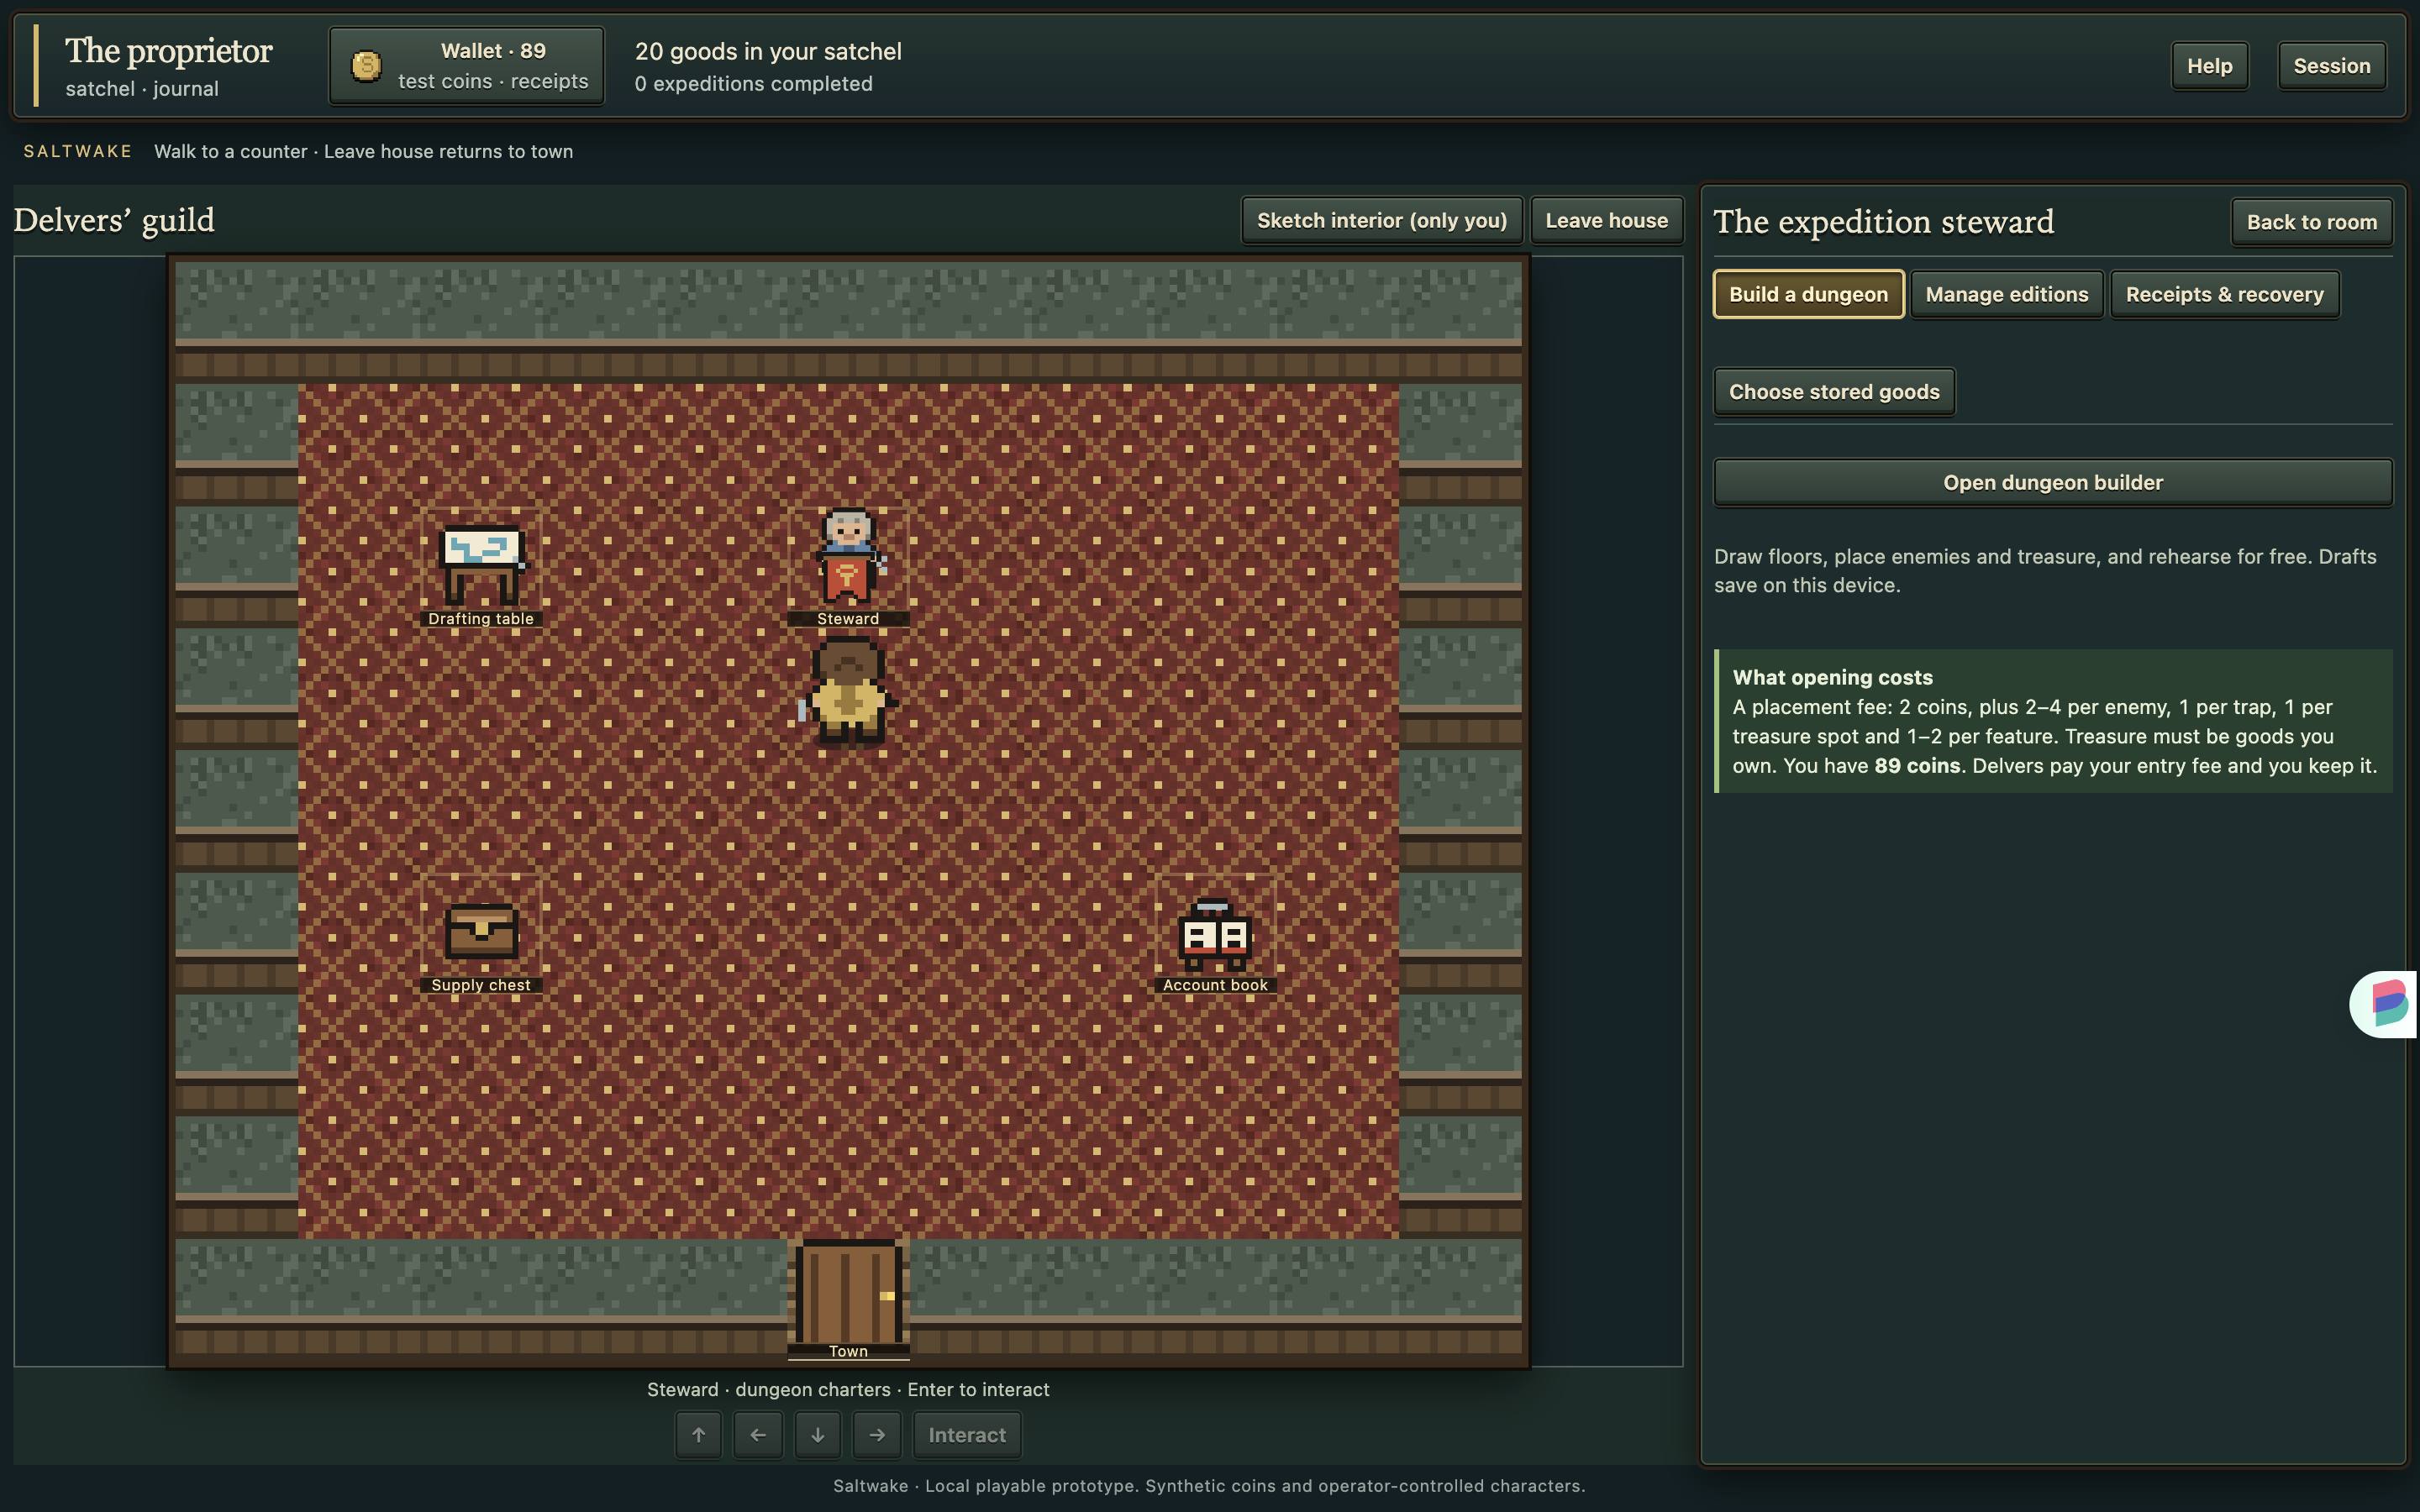 The proprietor
satchel · journal
Wallet · 89
test coins · receipts
20 goods in your satchel
0 expeditions completed
Help
Session
SALTWAKE
Walk to a counter · Leave house returns to town
Delvers’ guild
Sketch interior (only you)
Leave house
Drafting table
Steward
Supply chest
Account book
Town
Steward · dungeon charters · Enter to interact
↑
←
↓
→
Interact
The expedition steward
Back to room
Build a dungeon
Manage editions
Receipts & recovery
Choose stored goods
Open dungeon builder
Draw floors, place enemies and treasure, and rehearse for free. Drafts
save on this device.
What opening costs
A placement fee: 2 coins, plus 2–4 per enemy, 1 per trap, 1 per
treasure spot and 1–2 per feature. Treasure must be goods you
own. You have 89 coins. Delvers pay your entry fee and you keep it.
Saltwake · Local playable prototype. Synthetic coins and operator-controlled characters.